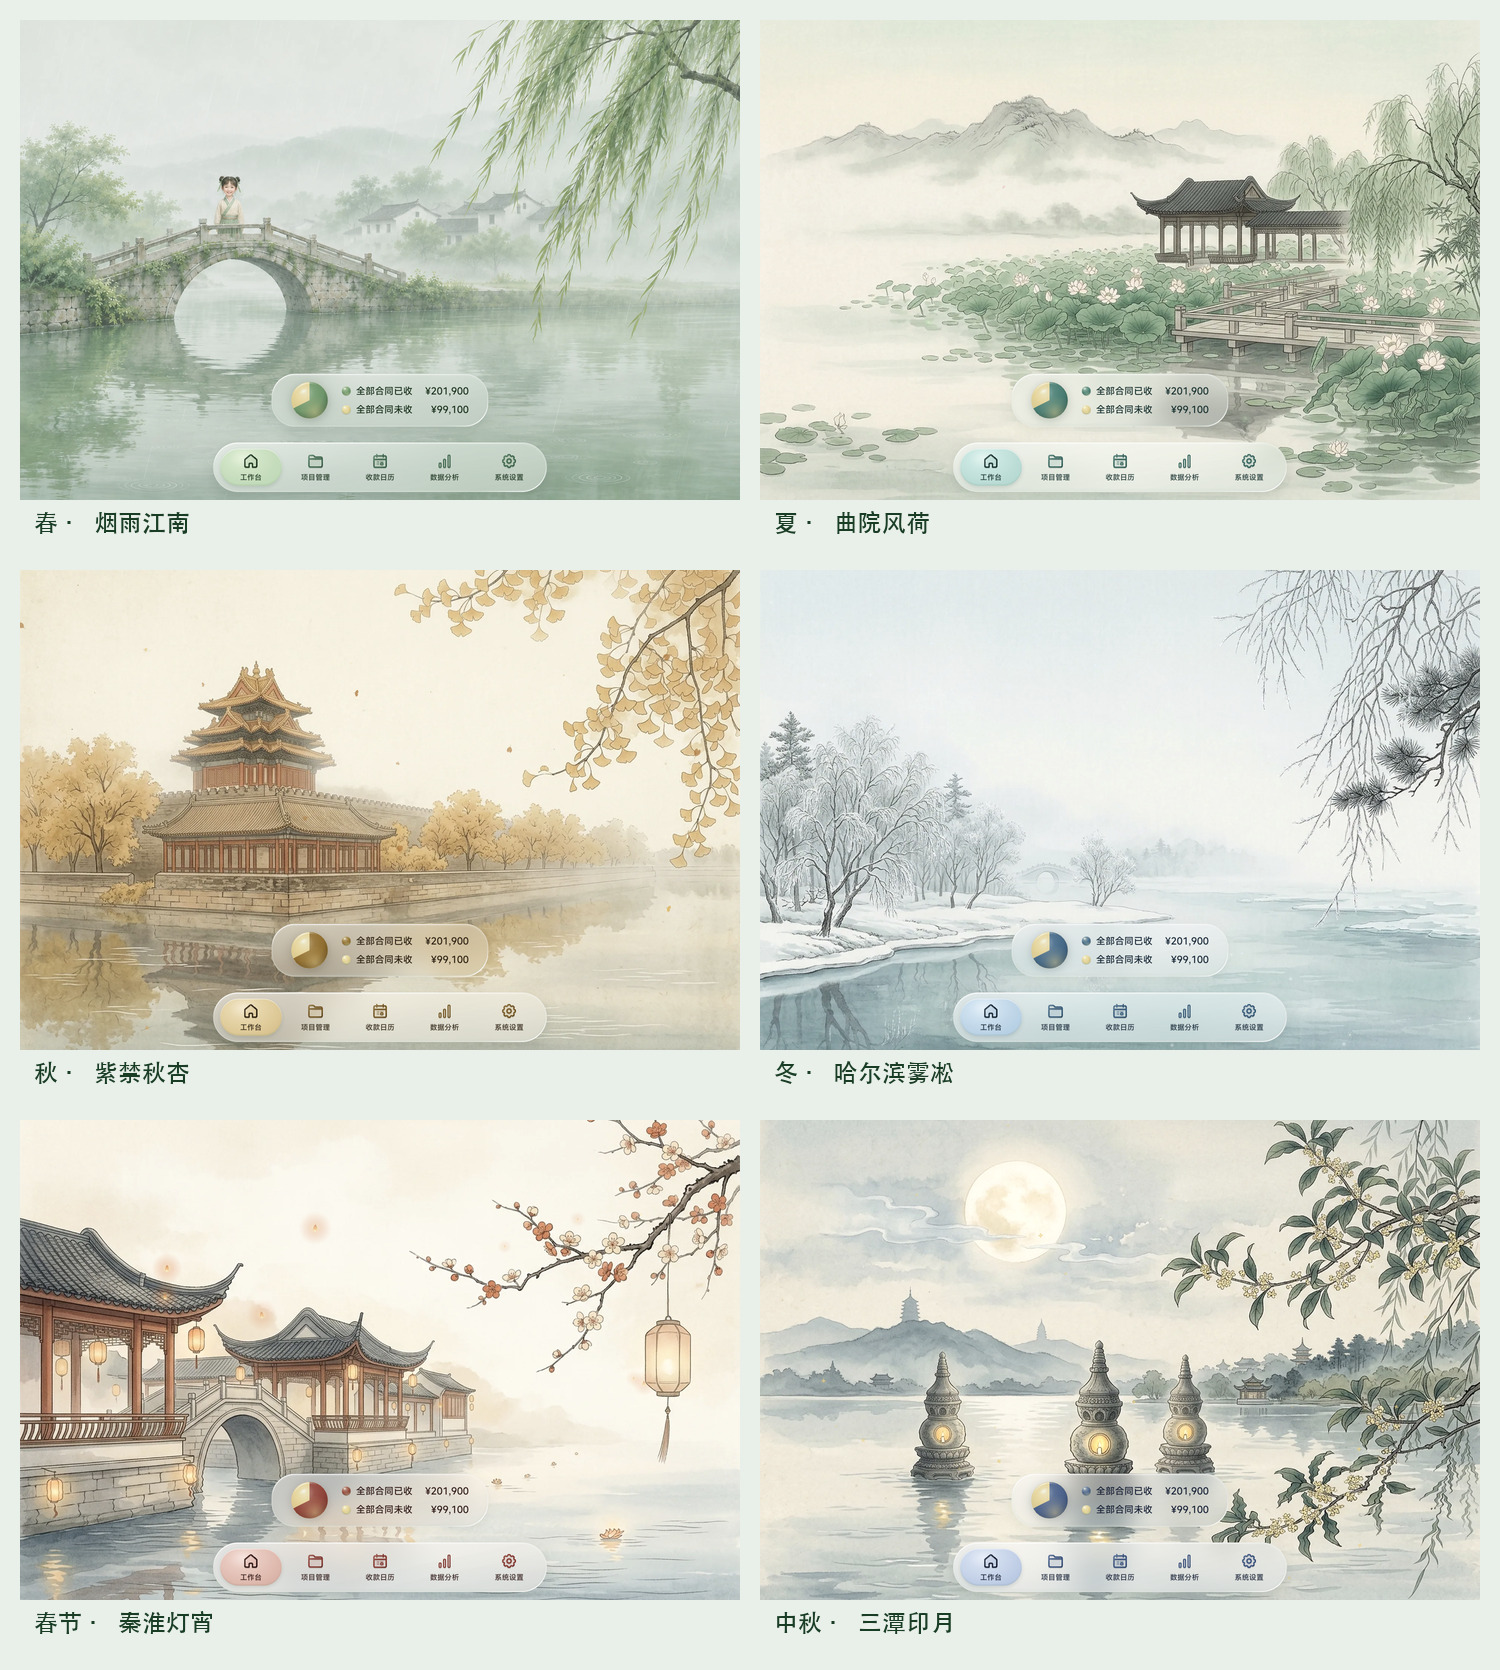 全部合同已收 ¥201,900
全部合同未收 ¥99,100
工作台 项目管理 收款日历 数据分析 系统设置
春 · 烟雨江南
全部合同已收 ¥201,900
全部合同未收 ¥99,100
工作台 项目管理 收款日历 数据分析 系统设置
夏 · 曲院风荷
全部合同已收 ¥201,900
全部合同未收 ¥99,100
工作台 项目管理 收款日历 数据分析 系统设置
秋 · 紫禁秋杏
全部合同已收 ¥201,900
全部合同未收 ¥99,100
工作台 项目管理 收款日历 数据分析 系统设置
冬 · 哈尔滨雾凇
全部合同已收 ¥201,900
全部合同未收 ¥99,100
工作台 项目管理 收款日历 数据分析 系统设置
春节 · 秦淮灯宵
全部合同已收 ¥201,900
全部合同未收 ¥99,100
工作台 项目管理 收款日历 数据分析 系统设置
中秋 · 三潭印月